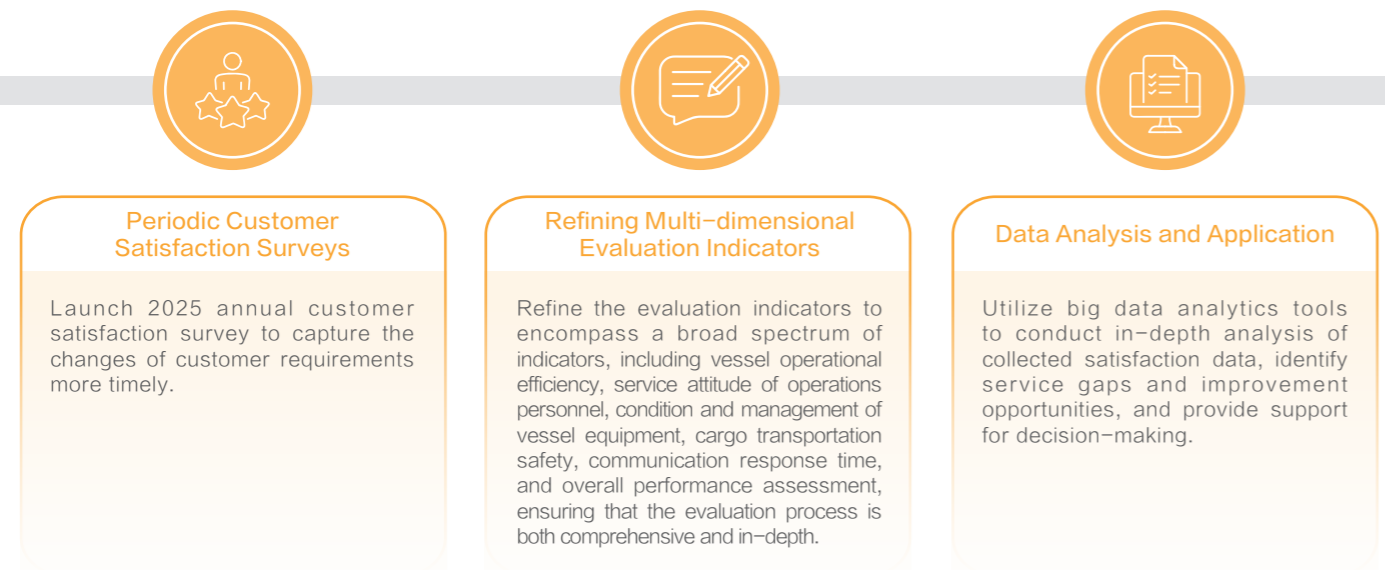 Periodic Customer
Satisfaction Surveys
Launch 2025 annual customer
satisfaction survey to capture the
changes of customer requirements
more timely.
Refining Multi-dimensional
Evaluation Indicators
Refine the evaluation indicators to
encompass a broad spectrum of
indicators, including vessel operational
efficiency, service attitude of operations
personnel, condition and management of
vessel equipment, cargo transportation
safety, communication response time,
and overall performance assessment,
ensuring that the evaluation process is
both comprehensive and in-depth.
Data Analysis and Application
Utilize big data analytics tools
to conduct in-depth analysis of
collected satisfaction data, identify
service gaps and improvement
opportunities, and provide support
for decision-making.